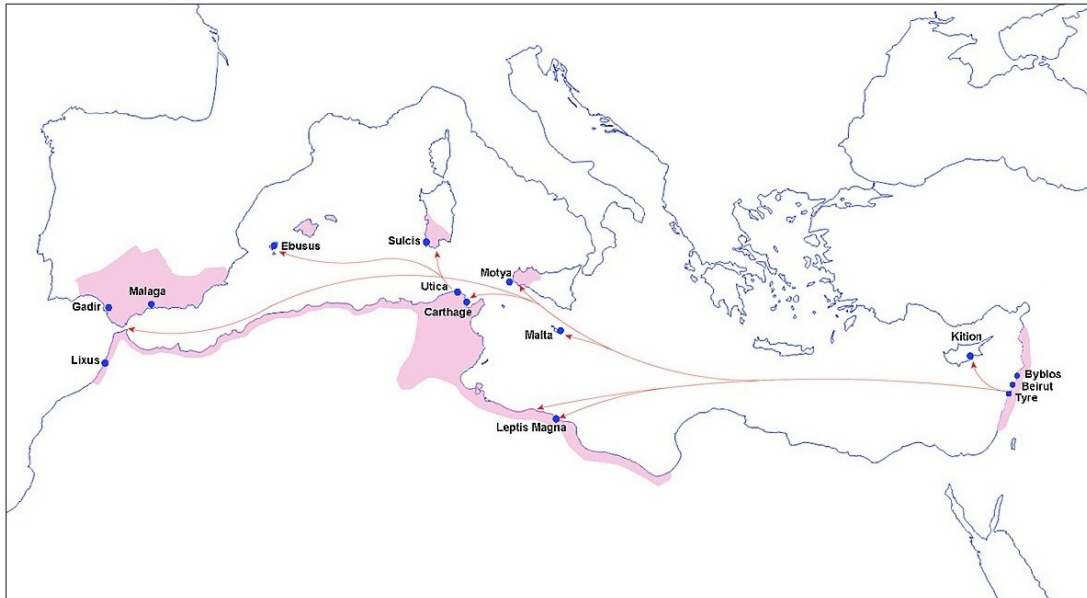 Ebusus
Sulcis
Motya
Utica
Malaga
Gadir
Carthage
Malta
Kition
Lixus
Byblos
Beirut
Tyre
Leptis Magna